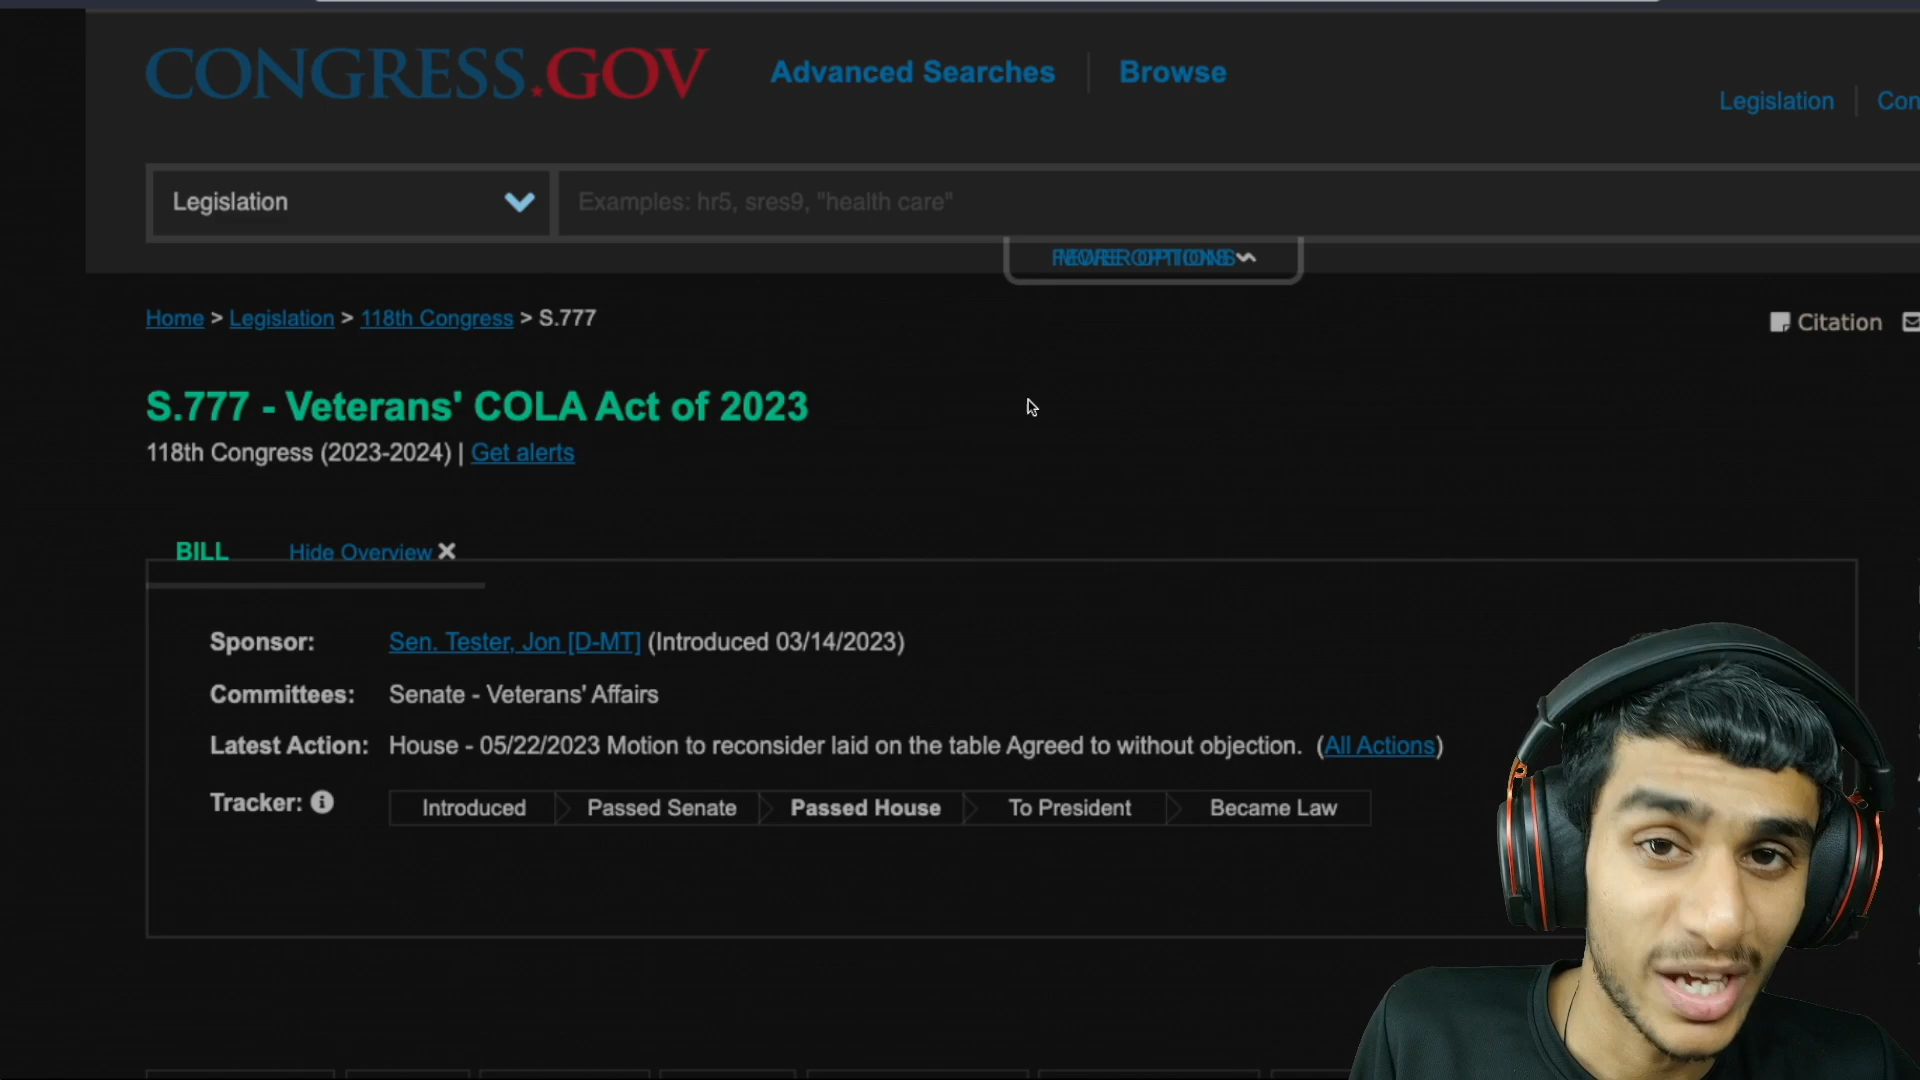 CONGRESS.GOV
Advanced Searches
Browse
Legislation
Con
Legislation
Examples: hr5, sres9, "health care"
Home > Legislation > 118th Congress > S.777
Citation
S.777 - Veterans' COLA Act of 2023
118th Congress (2023-2024) | Get alerts
BILL
Hide Overview
Sponsor: Sen. Tester, Jon [D-MT] (Introduced 03/14/2023)
Committees: Senate - Veterans' Affairs
Latest Action: House - 05/22/2023 Motion to reconsider laid on the table Agreed to without objection. (All Actions)
Tracker: Introduced Passed Senate Passed House To President Became Law